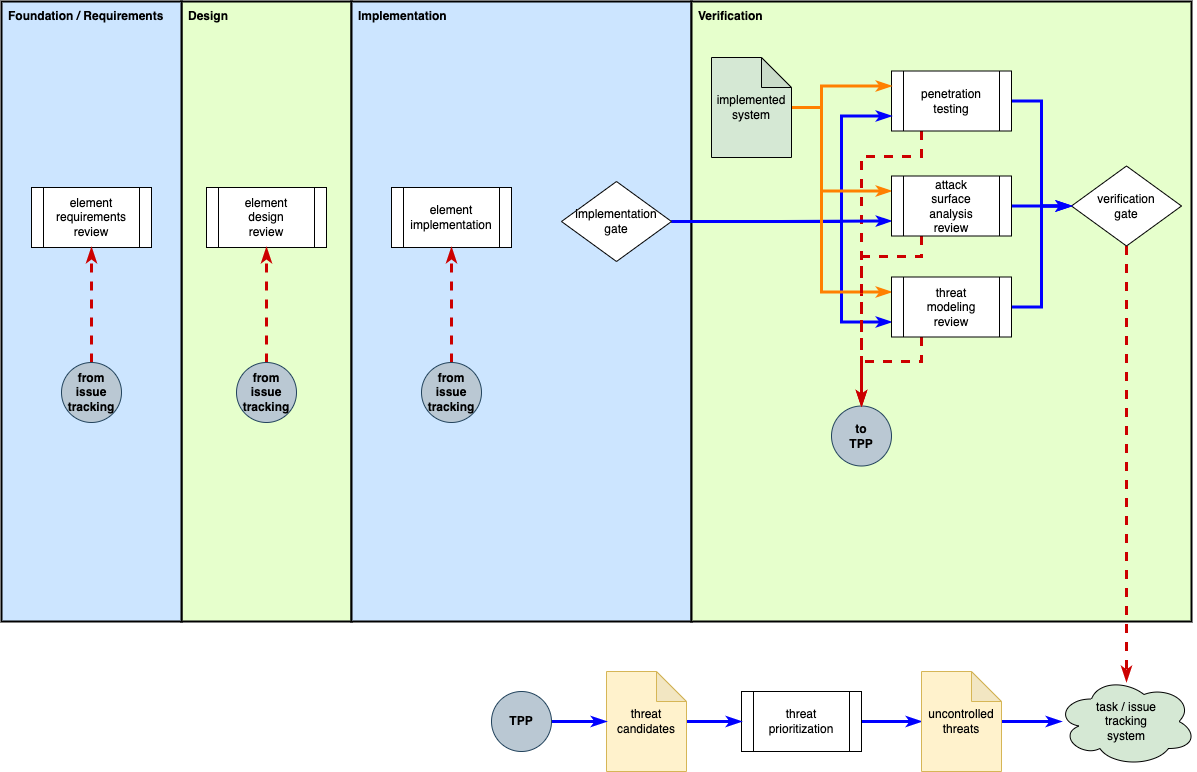 Foundation / Requirements
Design
Implementation
Verification
implemented
system
penetration
testing
element
requirements
review
element
design
review
element
implementation
implementation
gate
attack
surface
analysis
review
verification
gate
threat
modeling
review
from
issue
tracking
from
issue
tracking
from
issue
tracking
to
TPP
TPP
threat
candidates
threat
prioritization
uncontrolled
threats
task / issue
tracking
system